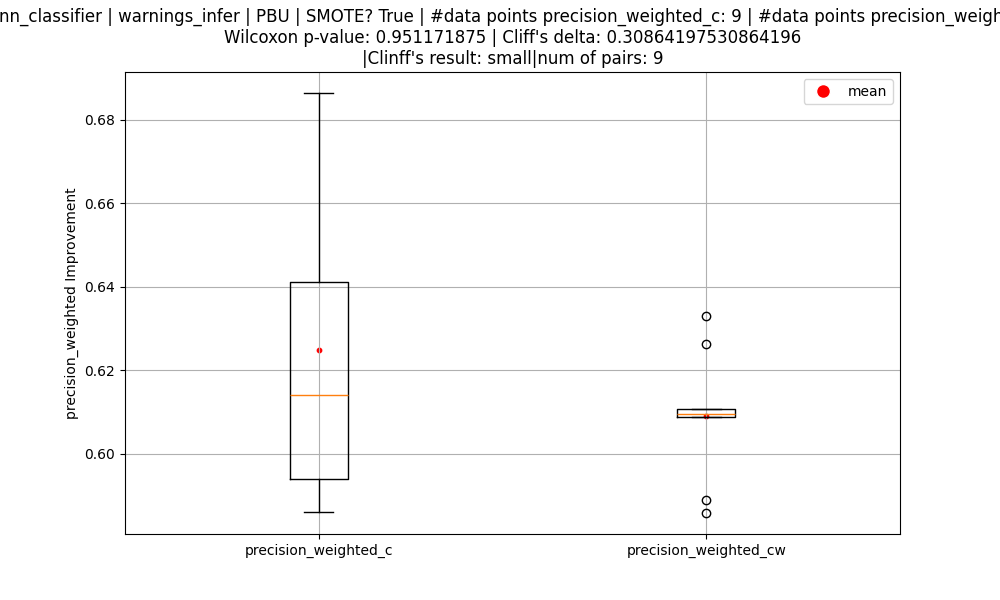 nn_classifier | warnings_infer | PBU | SMOTE? True | #data points precision_weighted_c: 9 | #data points precision_weigh
Wilcoxon p-value: 0.951171875 | Cliff's delta: 0.30864197530864196
|Clinff's result: small|num of pairs: 9
mean
precision_weighted Improvement
0.68
0.66
0.64
0.62
0.60
precision_weighted_c
precision_weighted_cw